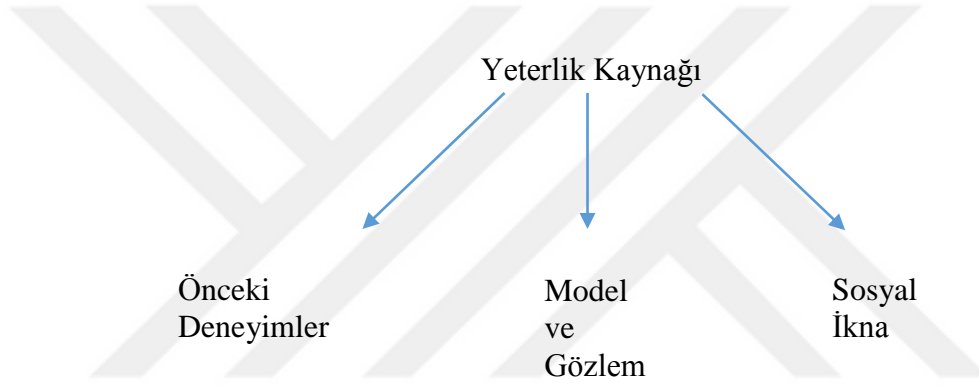 Yeterlik Kaynağı
Önceki
Deneyimler
Model
ve
Gözlem
Sosyal
İkna